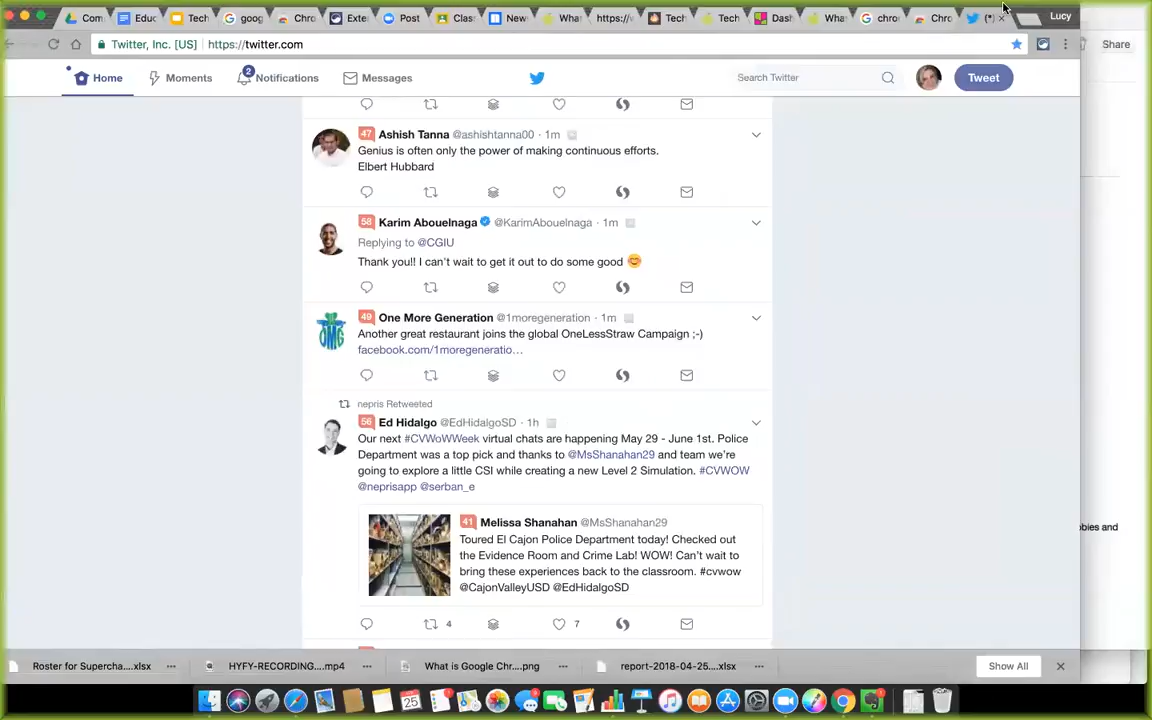 Com
Educ
Tech
goog
Chro
Exte
Post
Clas
New
Wha
https:/
Tech
Tech
Dash
Wha
chro
Chro
(*)
Lucy
Twitter, Inc. [US] https://twitter.com
Share
Home
Moments
2
Notifications
Messages
Search Twitter
Tweet
47 Ashish Tanna @ashishtanna00 · 1m
Genius is often only the power of making continuous efforts.
Elbert Hubbard
58 Karim Abouelnaga @KarimAbouelnaga · 1m
Replying to @CGIU
Thank you!! I can't wait to get it out to do some good 😊
OMG
49 One More Generation @1moregeneration · 1m
Another great restaurant joins the global OneLessStraw Campaign ;-)
facebook.com/1moregeneratio…
nepris Retweeted
56 Ed Hidalgo @EdHidalgoSD · 1h
Our next #CVWoWWeek virtual chats are happening May 29 - June 1st. Police
Department was a top pick and thanks to @MsShanahan29 and team we're
going to explore a little CSI while creating a new Level 2 Simulation. #CVWOW
@neprisapp @serban_e
bbies and
41 Melissa Shanahan @MsShanahan29
Toured El Cajon Police Department today! Checked out
the Evidence Room and Crime Lab! WOW! Can't wait to
bring these experiences back to the classroom. #cvwow
@CajonValleyUSD @EdHidalgoSD
4
7
Roster for Supercha....xlsx
HYFY-RECORDING....mp4
What is Google Chr....png
report-2018-04-25....xlsx
Show All
25